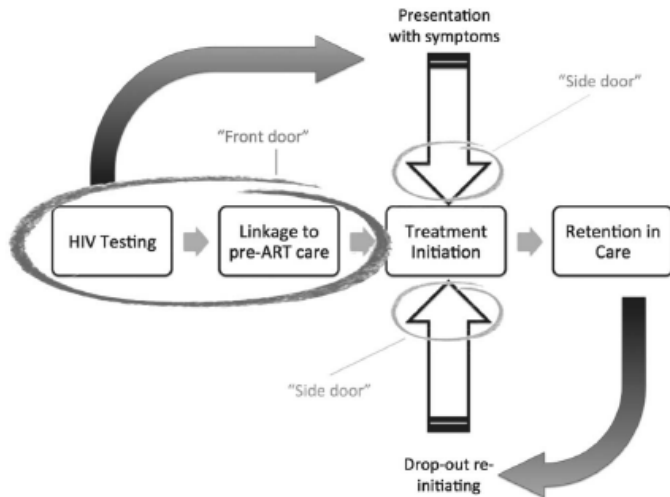 Presentation
with symptoms
"Side door"
"Front door"
HIV Testing
Linkage to
pre-ART care
Treatment
Initiation
Retention in
Care
"Side door"
Drop-out re-
initiating